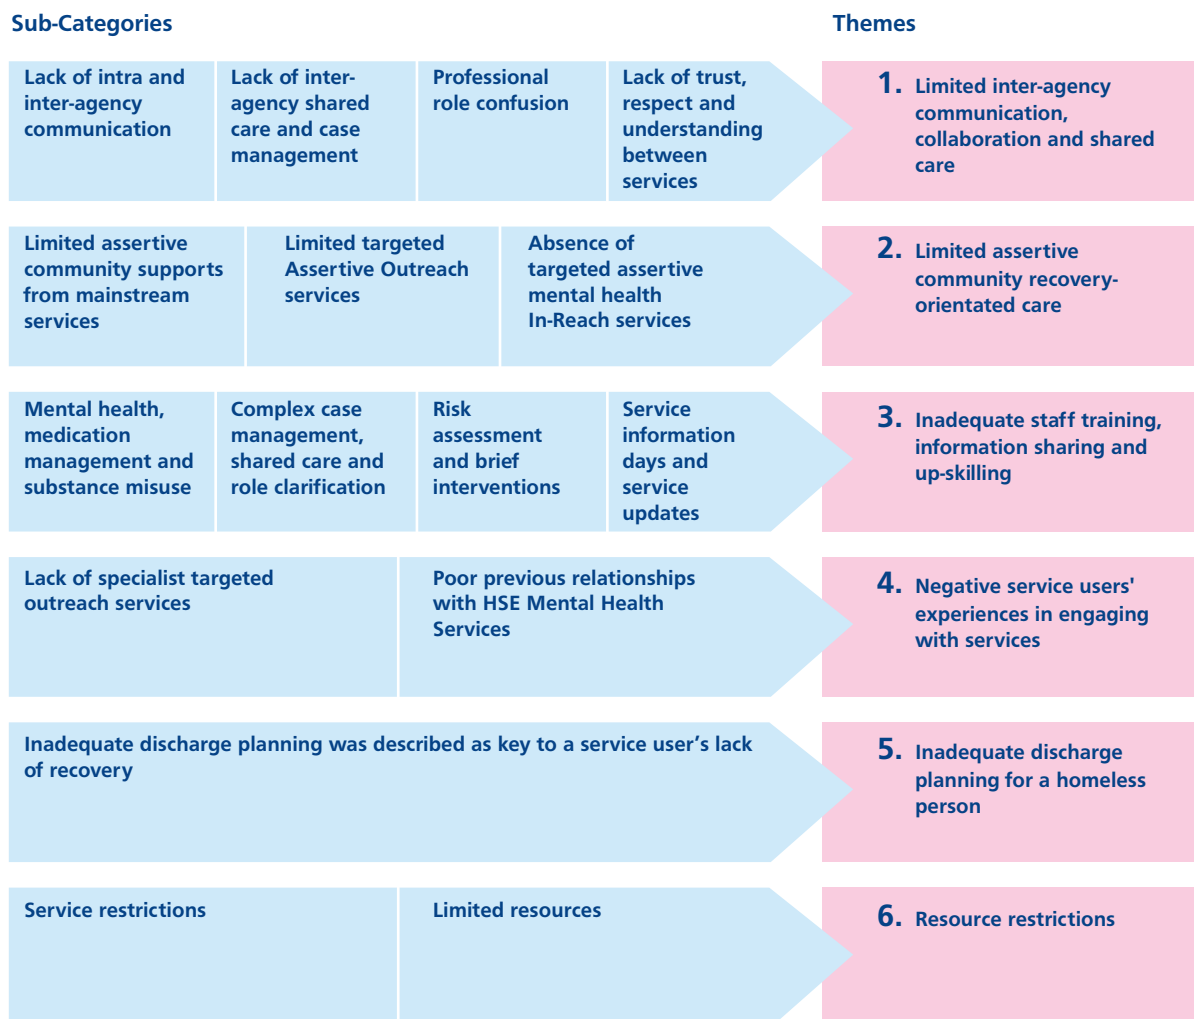 Sub-Categories
Themes
Lack of intra and
inter-agency
communication
Lack of inter-
agency shared
care and case
management
Professional
role confusion
Lack of trust,
respect and
understanding
between
services
1. Limited inter-agency
communication,
collaboration and shared
care
Limited assertive
community supports
from mainstream
services
Limited targeted
Assertive Outreach
services
Absence of
targeted assertive
mental health
In-Reach services
2. Limited assertive
community recovery-
orientated care
Mental health,
medication
management and
substance misuse
Complex case
management,
shared care and
role clarification
Risk
assessment
and brief
interventions
Service
information
days and
service
updates
3. Inadequate staff training,
information sharing and
up-skilling
Lack of specialist targeted
outreach services
Poor previous relationships
with HSE Mental Health
Services
4. Negative service users'
experiences in engaging
with services
Inadequate discharge planning was described as key to a service user’s lack
of recovery
5. Inadequate discharge
planning for a homeless
person
Service restrictions
Limited resources
6. Resource restrictions